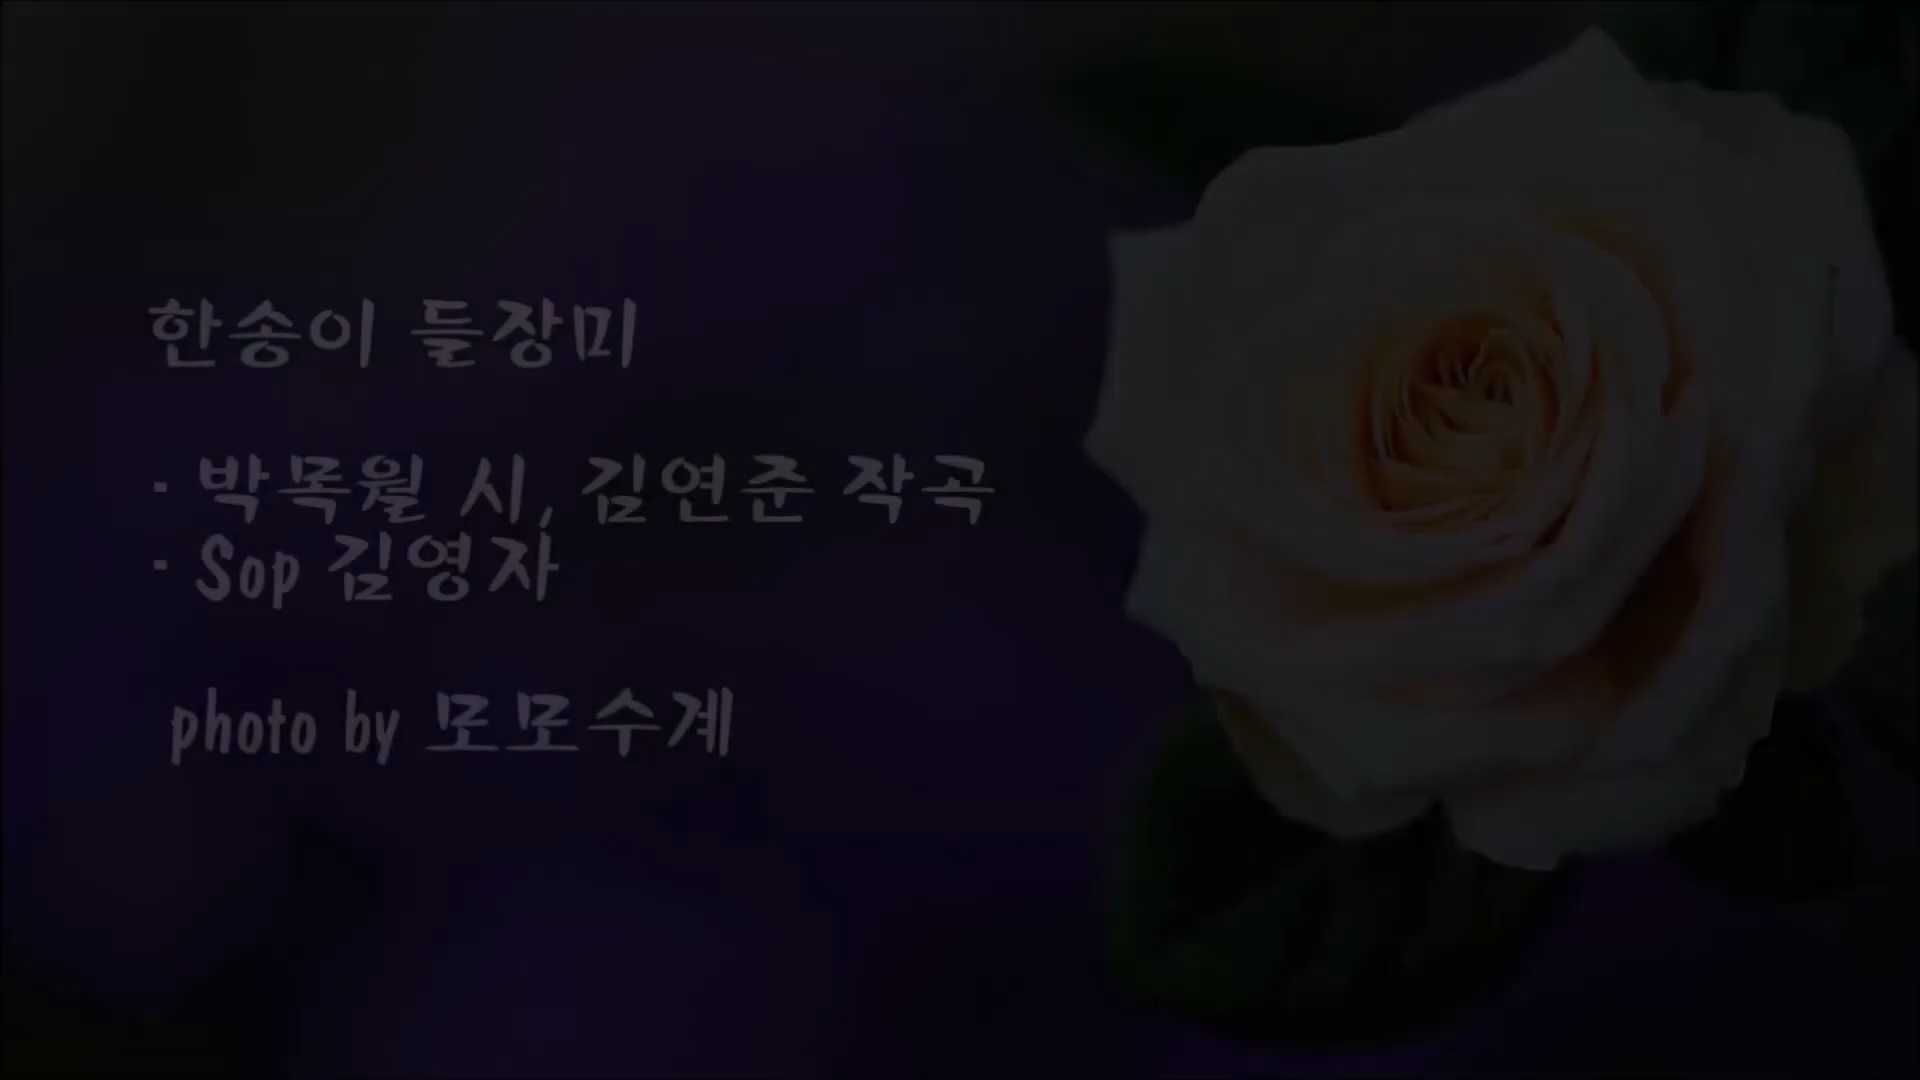 한송이 들장미
- 박목월 시, 김연준 작곡
- Sop 김영자
photo by 모모수계